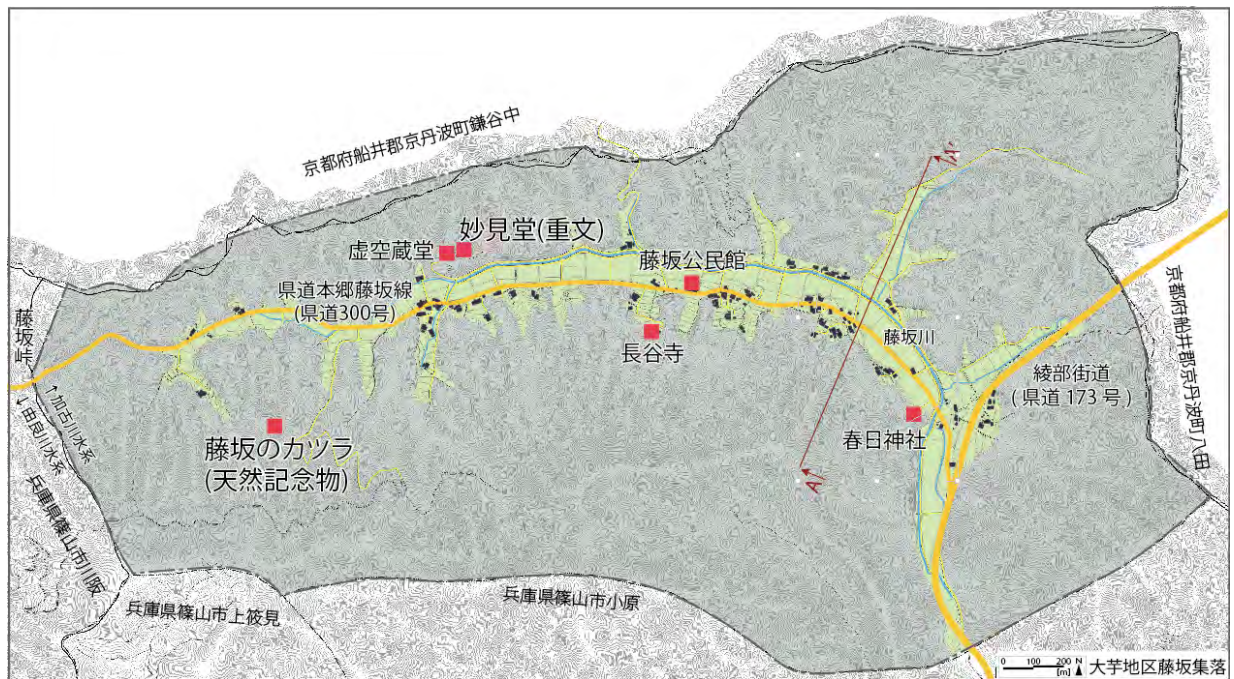 京都府船井郡京丹波町鎌谷中
妙見堂(重文)
虚空蔵堂
藤坂公民館
県道本郷藤坂線
(県道300号)
藤坂峠
長谷寺
藤坂川
綾部街道
(県道173号)
京都府船井郡京丹波町八田
春日神社
A'
A
↑加古川水系
↓由良川水系
藤坂のカツラ
(天然記念物)
兵庫県篠山市川阪
兵庫県篠山市上筱見
兵庫県篠山市小原
0 100 200
[m]
N
大芋地区藤坂集落